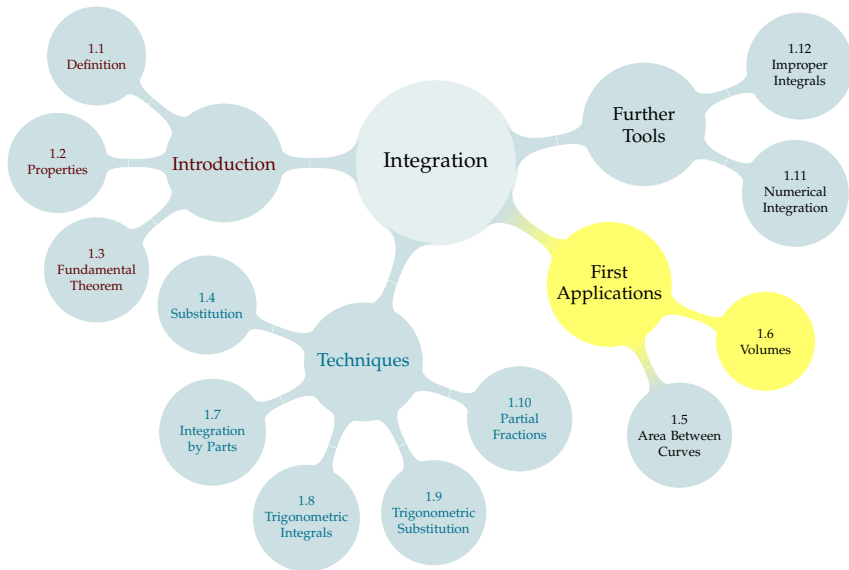 Integration
Introduction
1.1
Definition
1.2
Properties
1.3
Fundamental
Theorem
Techniques
1.4
Substitution
1.7
Integration
by Parts
1.8
Trigonometric
Integrals
1.9
Trigonometric
Substitution
1.10
Partial
Fractions
First
Applications
1.5
Area Between
Curves
1.6
Volumes
Further
Tools
1.11
Numerical
Integration
1.12
Improper
Integrals